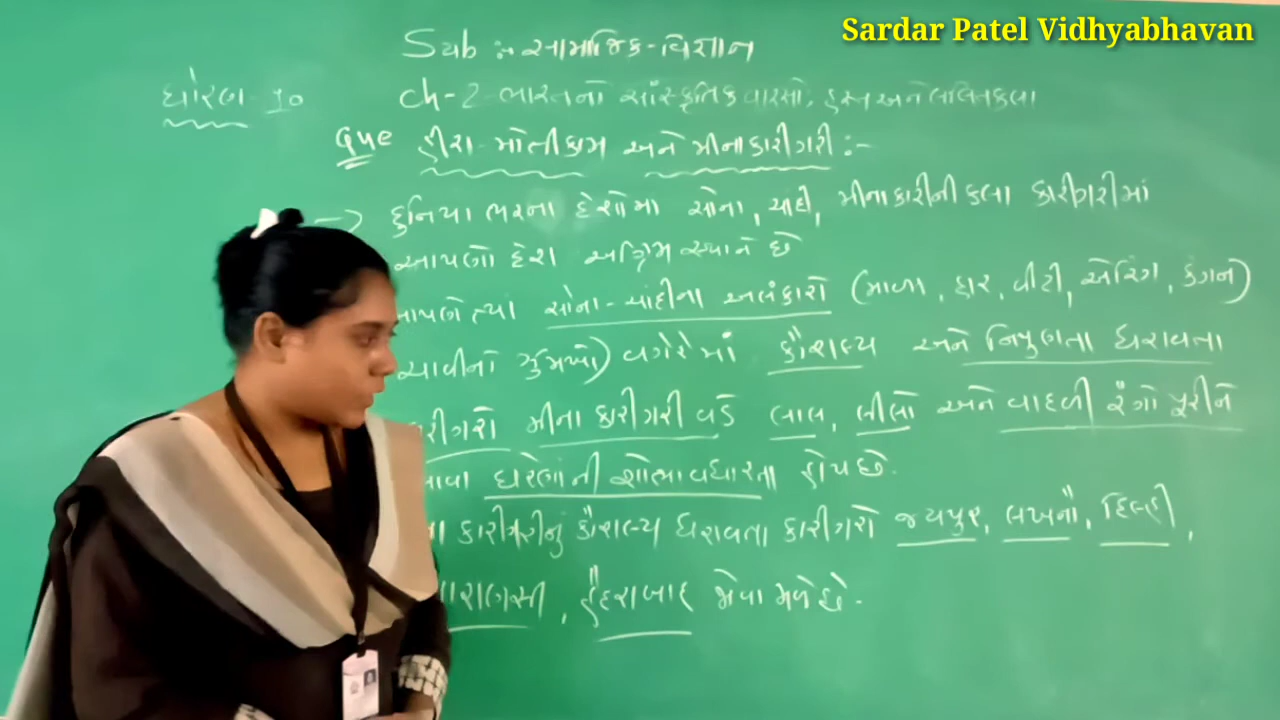 Sardar Patel Vidhyabhavan
Sub :- સામાજિક-વિજ્ઞાન
ધોરણ-10
ch-2 ભારતનો સાંસ્કૃતિક વારસો, હસ્ત અને લલિતકલા
Que હીરા-મોતીકામ અને મીનાકારીગરી :-
→ દુનિયા ભરના દેશોમા સોના, ચાદી, મીનાકારીની કલા કારીગરીમાં
આપણો દેશ અગ્રિમ સ્થાને છે
આપણે ત્યા સોના-ચાંદીના અલંકારો (માળા, હાર, વીટી, એરિંગ, કંગન)
ચાવીનો ઝુમખો) વગેરેમાં કૌશલ્ય અને નિપુણતા ધરાવતા
કારીગરો મીના કારીગરી વડે લાલ, લીલો અને વાદળી રંગો પૂરીને
આવા ઘરેણાંની શોભા વધારતા હોય છે.
કારીગરીનું કૌશલ્ય ધરાવતા કારીગરો જયપુર, લખનૌ, દિલ્હી,
વારાણસી, હૈદરાબાદ જોવા મળે છે.